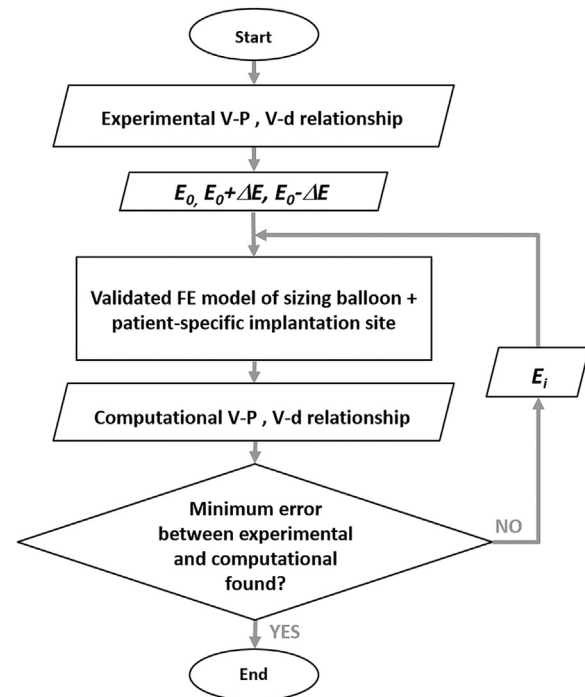 Start
Experimental V-P , V-d relationship
E0, E0+ΔE, E0-ΔE
Validated FE model of sizing balloon +
patient-specific implantation site
Ei
Computational V-P , V-d relationship
Minimum error
between experimental
and computational
found?
NO
YES
End